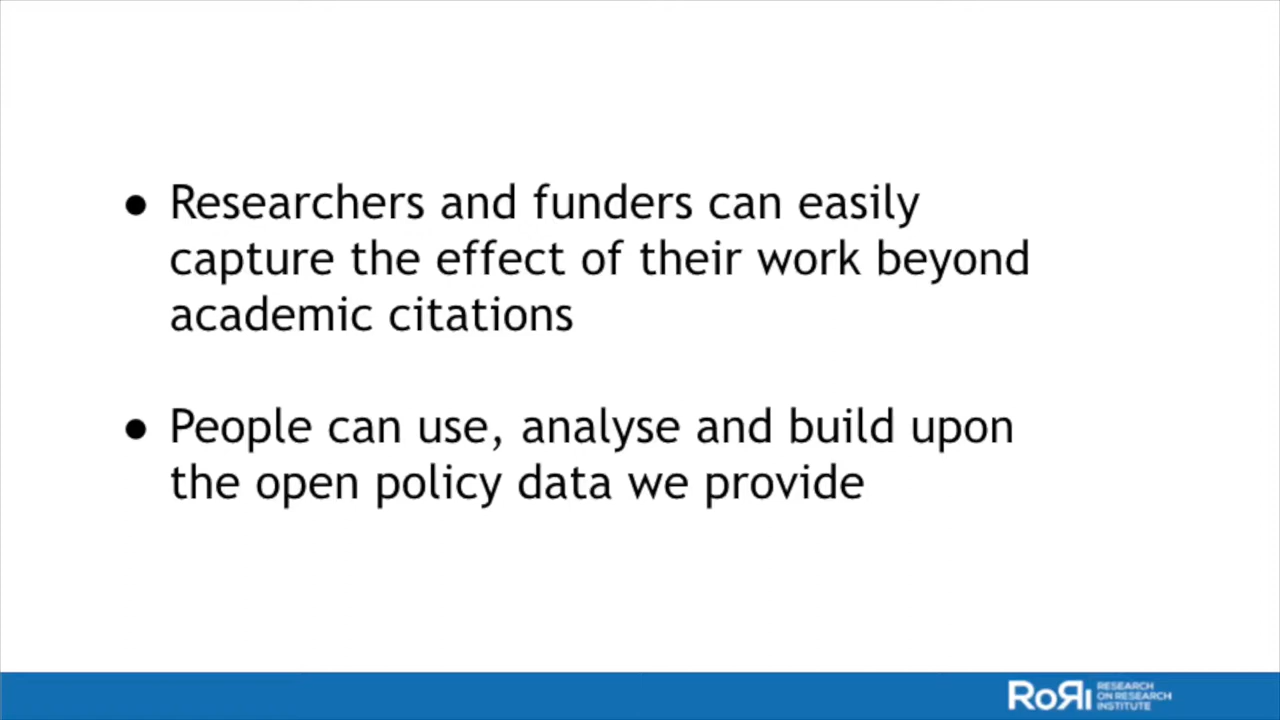 ● Researchers and funders can easily
capture the effect of their work beyond
academic citations
● People can use, analyse and build upon
the open policy data we provide
RoRI
RESEARCH
ON RESEARCH
INSTITUTE